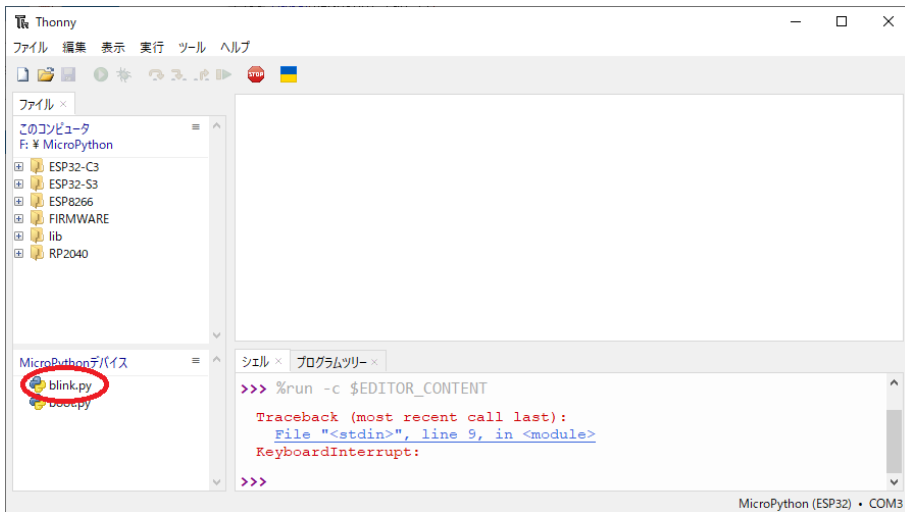 Thonny
ファイル 編集 表示 実行 ツール ヘルプ
STOP
ファイル ×
このコンピュータ
F: ¥ MicroPython
ESP32-C3
ESP32-S3
ESP8266
FIRMWARE
lib
RP2040
MicroPythonデバイス
blink.py
boot.py
シェル × プログラムツリー ×
>>> %run -c $EDITOR_CONTENT
Traceback (most recent call last):
File "<stdin>", line 9, in <module>
KeyboardInterrupt:
>>>
MicroPython (ESP32) • COM3